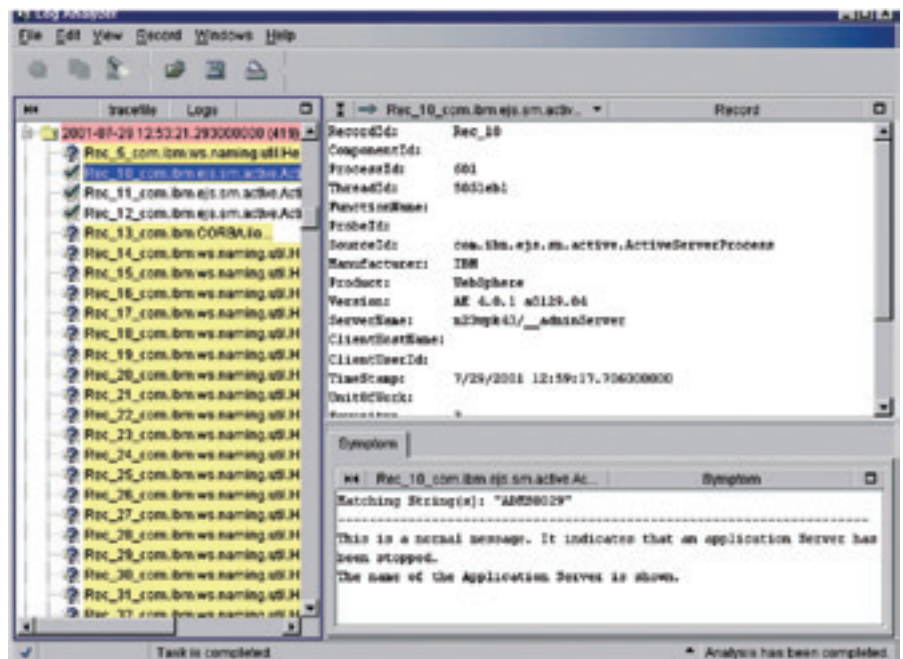 Log Analyzer
File Edit View Record Windows Help
tracefile Logs
2001-07-29 12:53:21.293000000 (419)
Rec_5_com.ibm.ws.naming.util.He
Rec_10_com.ibm.ejs.sm.active.Act
Rec_11_com.ibm.ejs.sm.active.Act
Rec_12_com.ibm.ejs.sm.active.Act
Rec_13_com.ibm.CORBA.iio...
Rec_14_com.ibm.ws.naming.util.H
Rec_15_com.ibm.ws.naming.util.H
Rec_16_com.ibm.ws.naming.util.H
Rec_17_com.ibm.ws.naming.util.H
Rec_18_com.ibm.ws.naming.util.H
Rec_19_com.ibm.ws.naming.util.H
Rec_20_com.ibm.ws.naming.util.H
Rec_21_com.ibm.ws.naming.util.H
Rec_22_com.ibm.ws.naming.util.H
Rec_23_com.ibm.ws.naming.util.H
Rec_24_com.ibm.ws.naming.util.H
Rec_25_com.ibm.ws.naming.util.H
Rec_26_com.ibm.ws.naming.util.H
Rec_27_com.ibm.ws.naming.util.H
Rec_28_com.ibm.ws.naming.util.H
Rec_29_com.ibm.ws.naming.util.H
Rec_30_com.ibm.ws.naming.util.H
Rec_31_com.ibm.ws.naming.util.H
Rec_32_com.ibm.ws.naming.util.H
Rec_10_com.ibm.ejs.sm.activ... Record
RecordId: Rec_10
ComponentId:
ProcessId: 601
ThreadId:
FunctionName:
ProbeId:
SourceId: com.ibm.ejs.sm.active.ActiveServerProcess
Manufacturer: IBM
Product: WebSphere
Version: AE 4.0.1 a0129.04
ServerName: /__adminServer
ClientHostName:
ClientUserId:
TimeStamp: 7/29/2001 12:59:17.706000000
UnitOfWork:
Symptom
Rec_10_com.ibm.ejs.sm.active.Ac... Symptom
Matching String(s): "ADMS0029"
This is a normal message. It indicates that an application Server has
been stopped.
The name of the Application Server is shown.
Task is completed. Analysis has been completed.